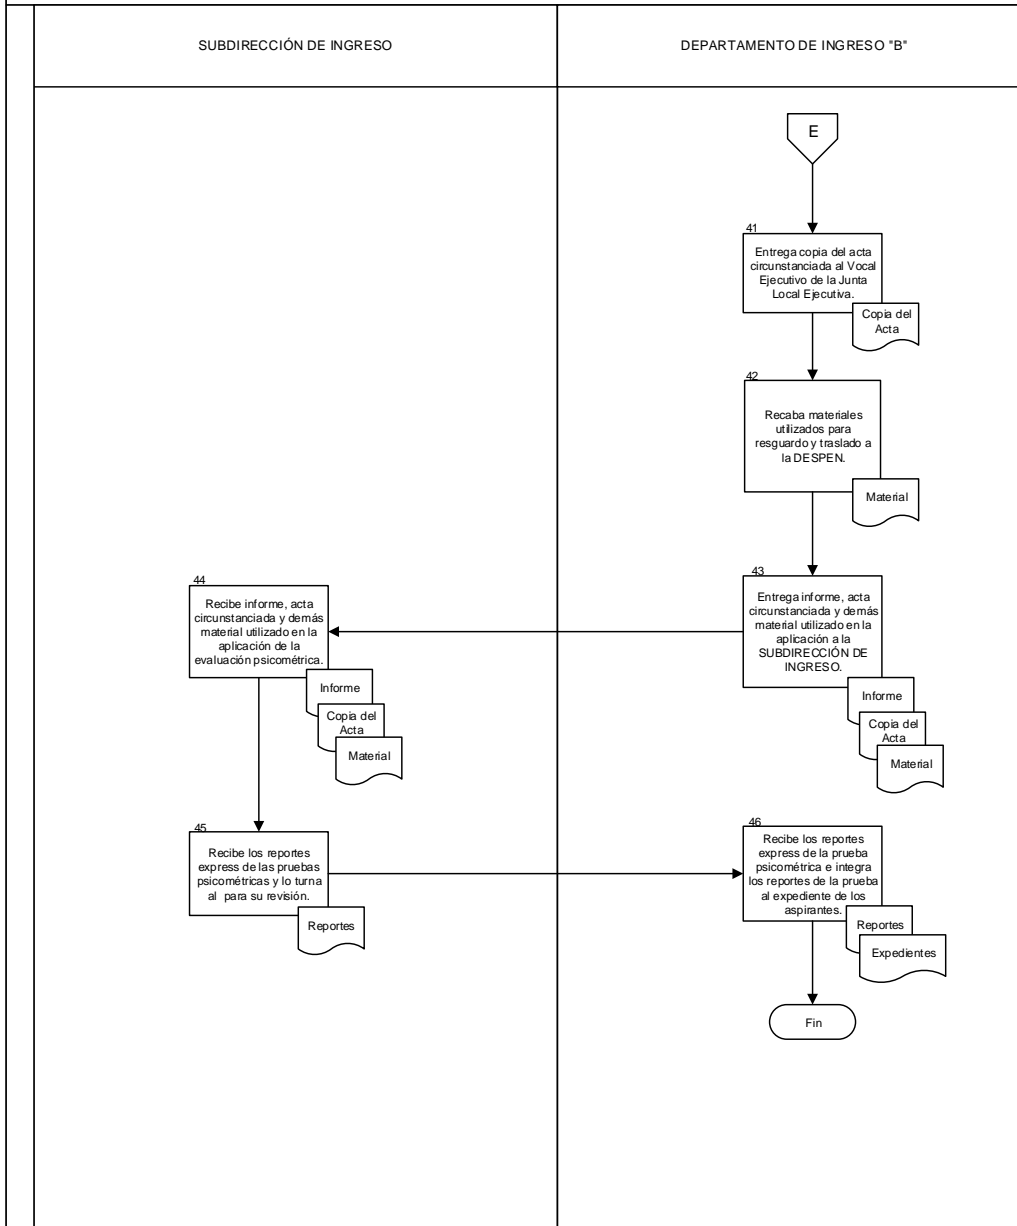 SUBDIRECCIÓN DE INGRESO
DEPARTAMENTO DE INGRESO "B"
E
41
Entrega copia del acta
circunstanciada al Vocal
Ejecutivo de la Junta
Local Ejecutiva.
Copia del
Acta
42
Recaba materiales
utilizados para
resguardo y traslado a
la DESPEN.
Material
43
Entrega informe, acta
circunstanciada y demás
material utilizado en la
aplicación a la
SUBDIRECCIÓN DE
INGRESO.
Informe
Copia del
Acta
Material
44
Recibe informe, acta
circunstanciada y demás
material utilizado en la
aplicación de la
evaluación psicométrica.
Informe
Copia del
Acta
Material
45
Recibe los reportes
express de las pruebas
psicométricas y lo turna
al para su revisión.
Reportes
46
Recibe los reportes
express de la prueba
psicométrica e integra
los reportes de la prueba
al expediente de los
aspirantes.
Reportes
Expedientes
Fin